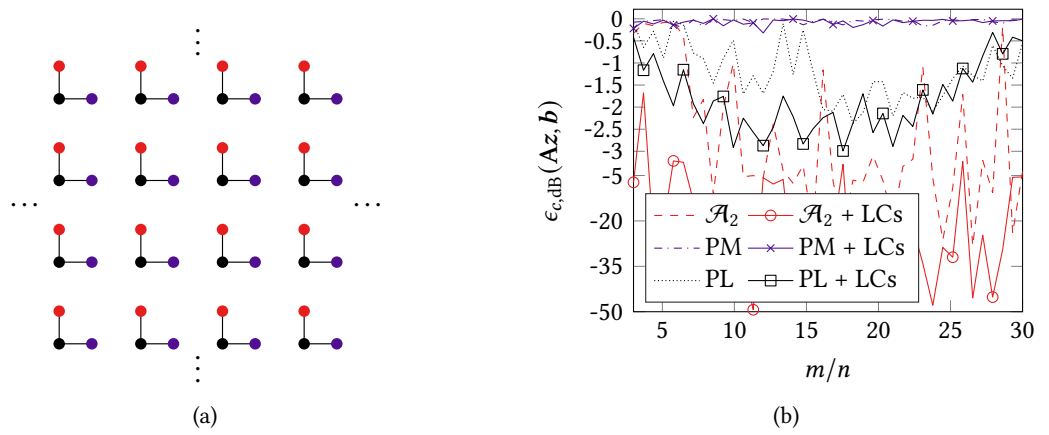 0
-0.5
-1
-1.5
-2
-2.5
-3
-5
-20
-35
-50
ϵc,dB(Az, b)
𝒜2
𝒜2 + LCs
PM
PM + LCs
PL
PL + LCs
5 10 15 20 25 30
m/n
(a)
(b)